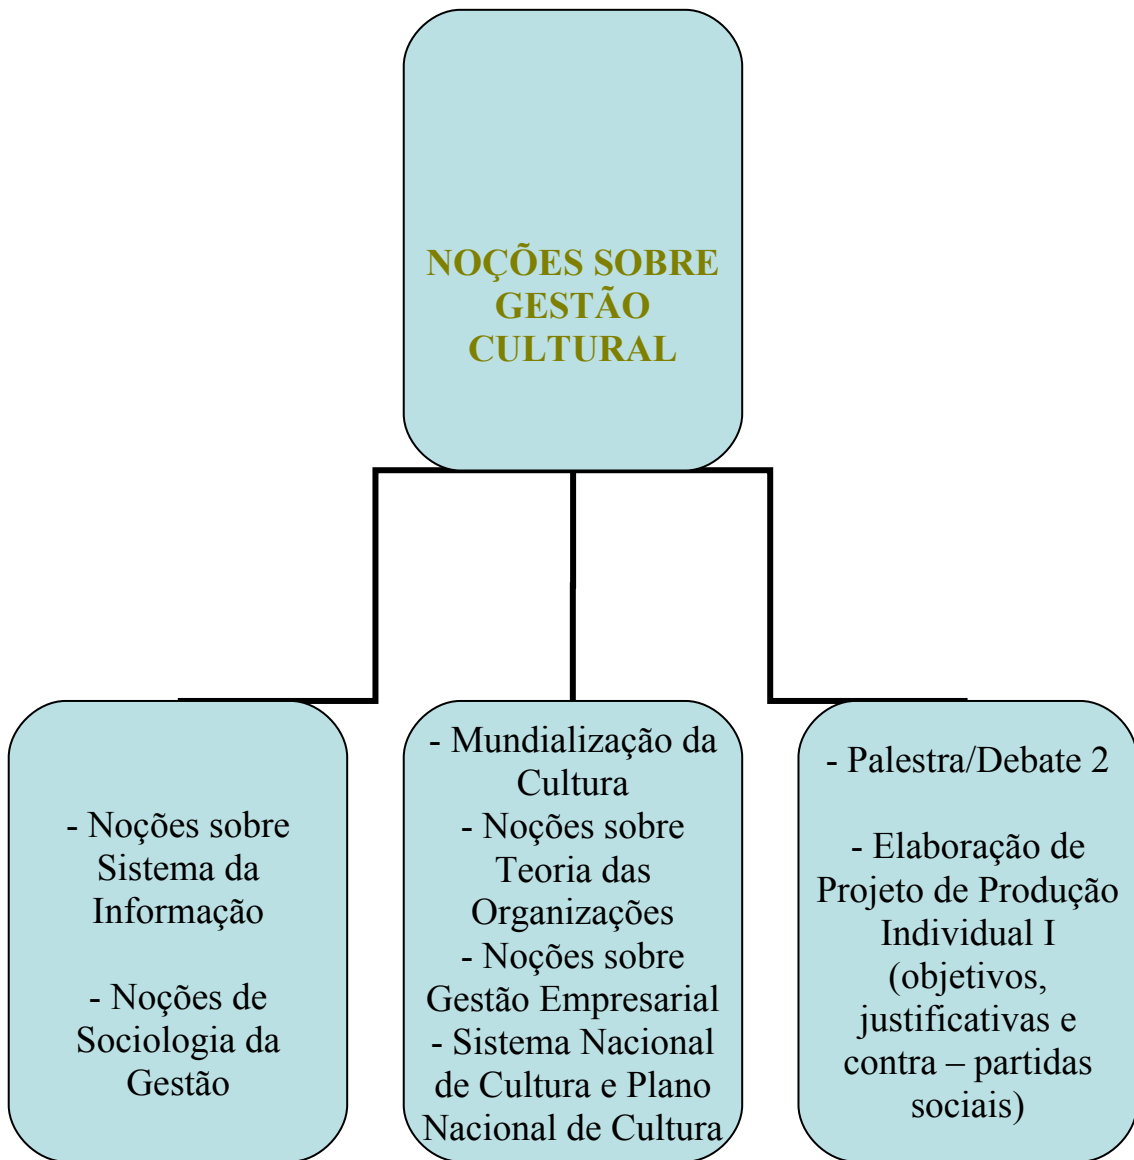 NOÇÕES SOBRE
GESTÃO
CULTURAL
- Noções sobre
Sistema da
Informação
- Noções de
Sociologia da
Gestão
- Mundialização da
Cultura
- Noções sobre
Teoria das
Organizações
- Noções sobre
Gestão Empresarial
- Sistema Nacional
de Cultura e Plano
Nacional de Cultura
- Palestra/Debate 2
- Elaboração de
Projeto de Produção
Individual I
(objetivos,
justificativas e
contra – partidas
sociais)